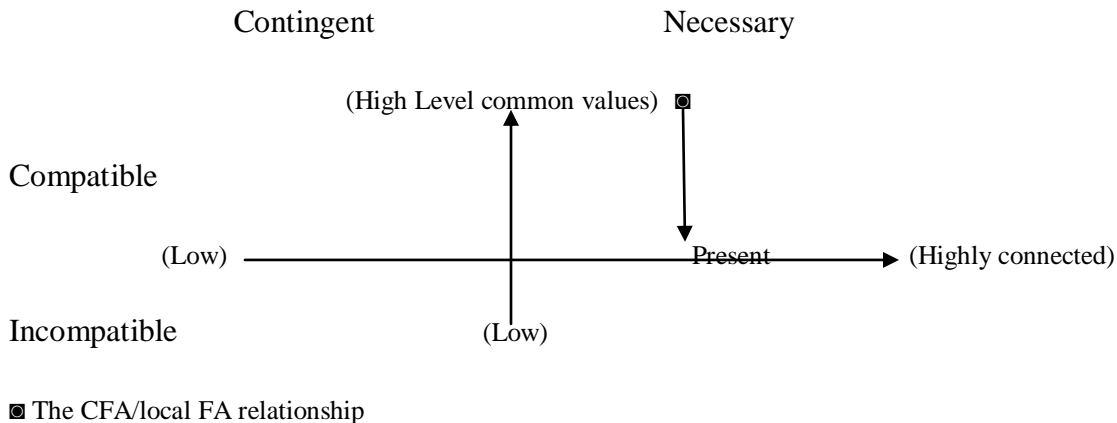 Contingent Necessary
(High Level common values) ◙
Compatible
(Low) Present (Highly connected)
Incompatible (Low)
◙ The CFA/local FA relationship